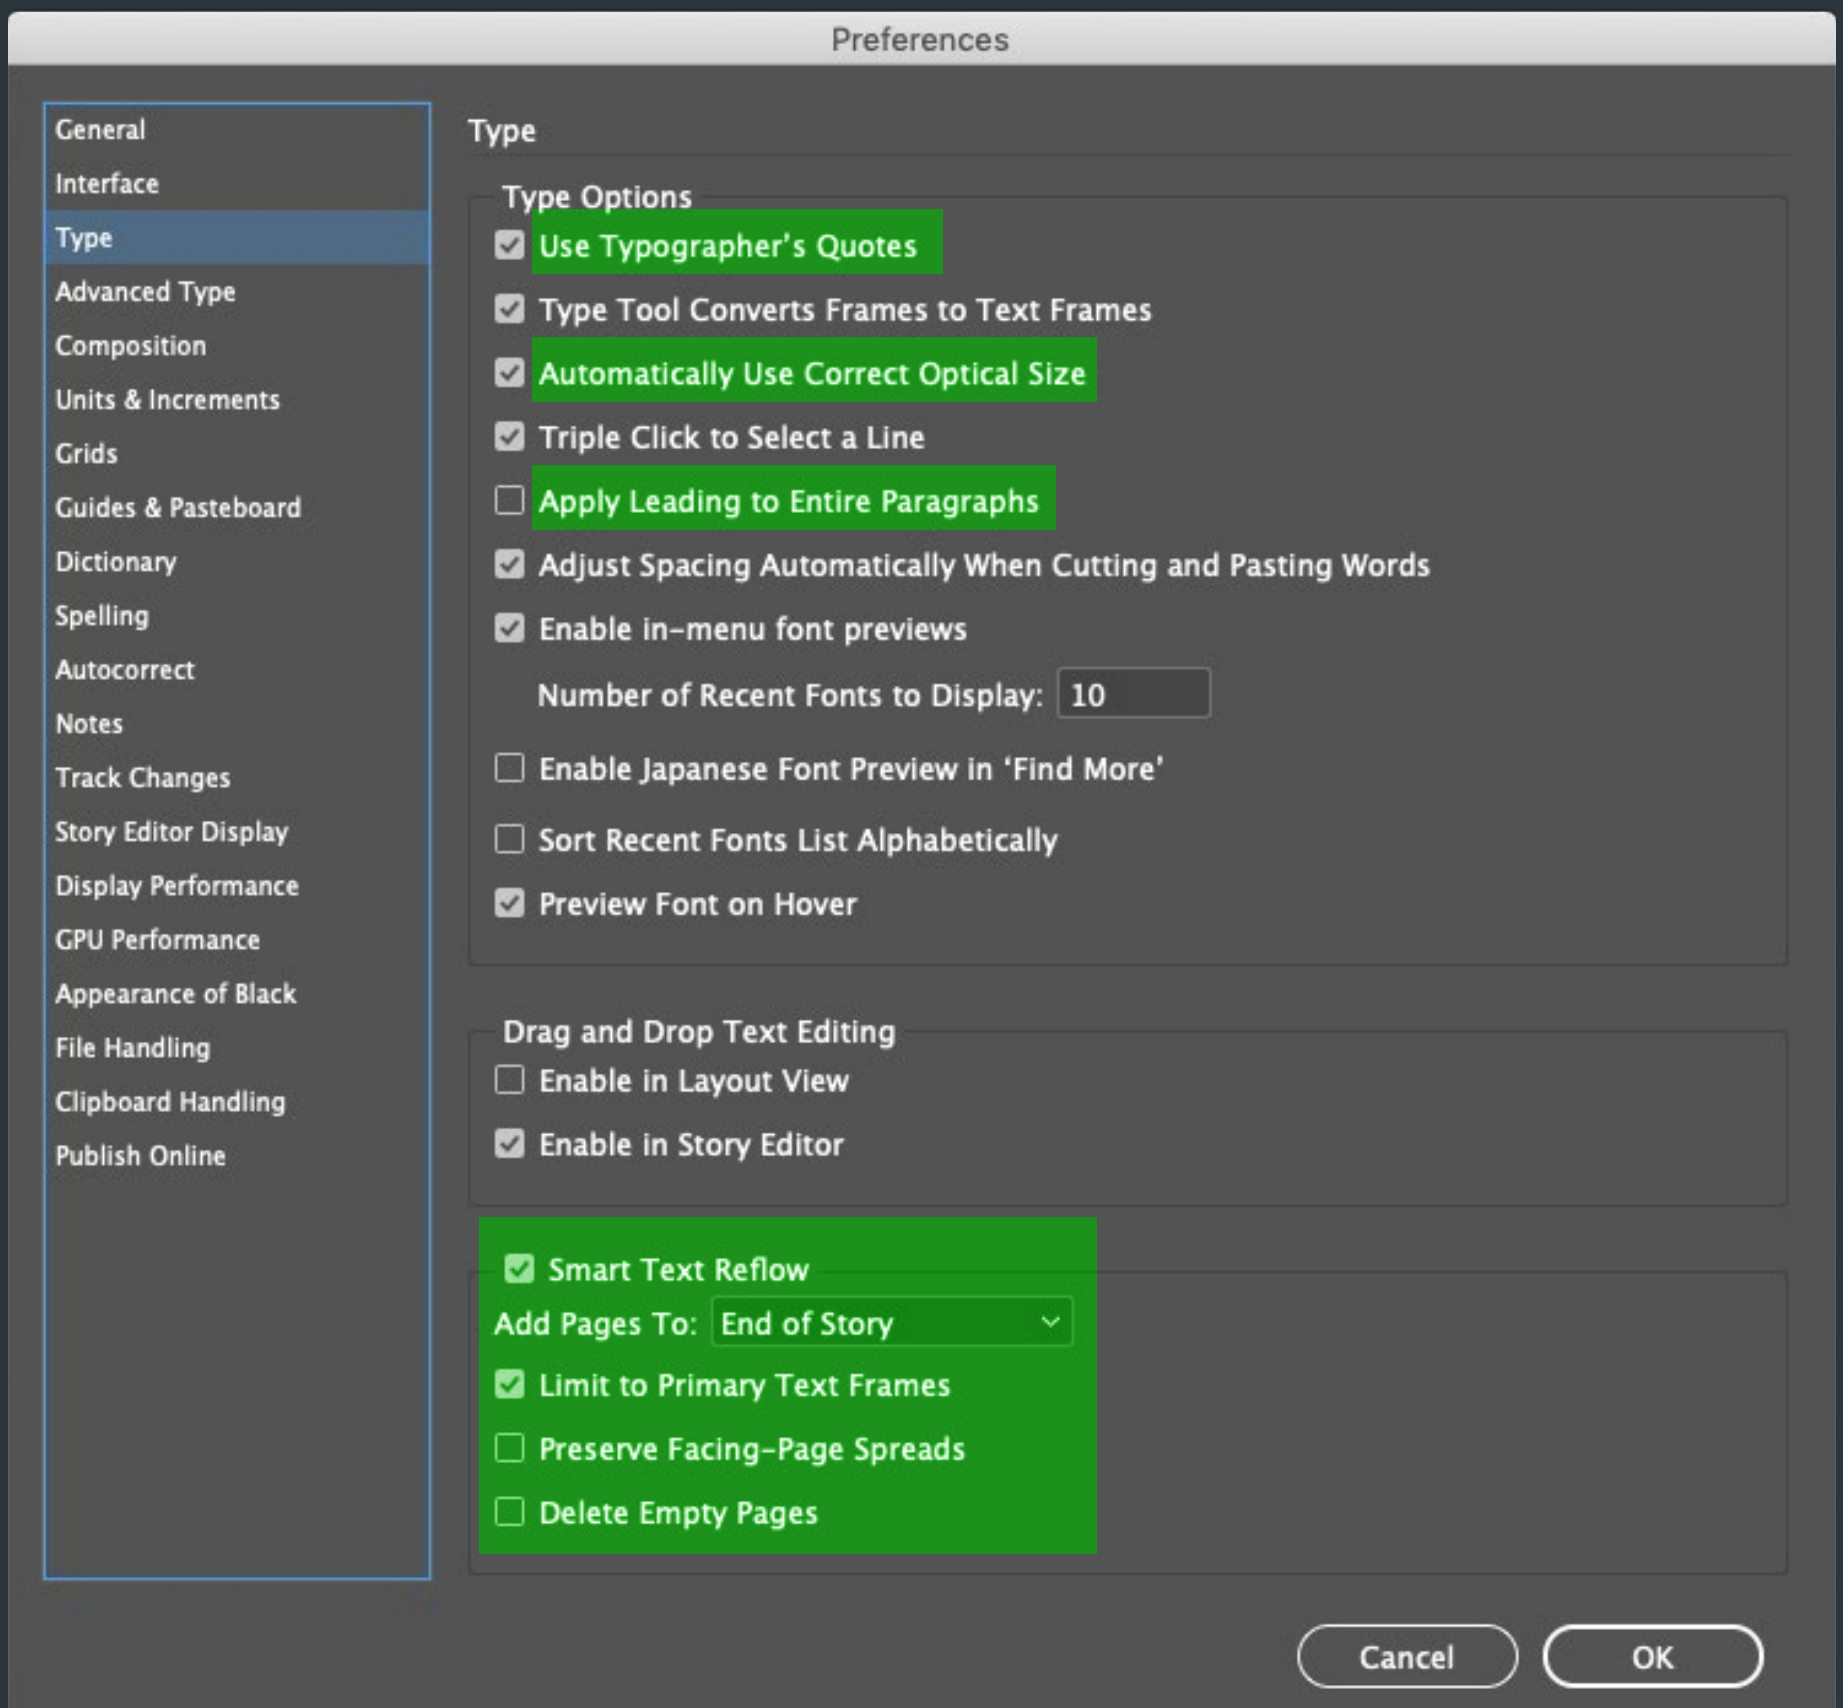 Preferences
General
Interface
Type
Advanced Type
Composition
Units & Increments
Grids
Guides & Pasteboard
Dictionary
Spelling
Autocorrect
Notes
Track Changes
Story Editor Display
Display Performance
GPU Performance
Appearance of Black
File Handling
Clipboard Handling
Publish Online
Type
Type Options
Use Typographer’s Quotes
Type Tool Converts Frames to Text Frames
Automatically Use Correct Optical Size
Triple Click to Select a Line
Apply Leading to Entire Paragraphs
Adjust Spacing Automatically When Cutting and Pasting Words
Enable in-menu font previews
Number of Recent Fonts to Display: 10
Enable Japanese Font Preview in ‘Find More’
Sort Recent Fonts List Alphabetically
Preview Font on Hover
Drag and Drop Text Editing
Enable in Layout View
Enable in Story Editor
Smart Text Reflow
Add Pages To: End of Story
Limit to Primary Text Frames
Preserve Facing-Page Spreads
Delete Empty Pages
Cancel OK